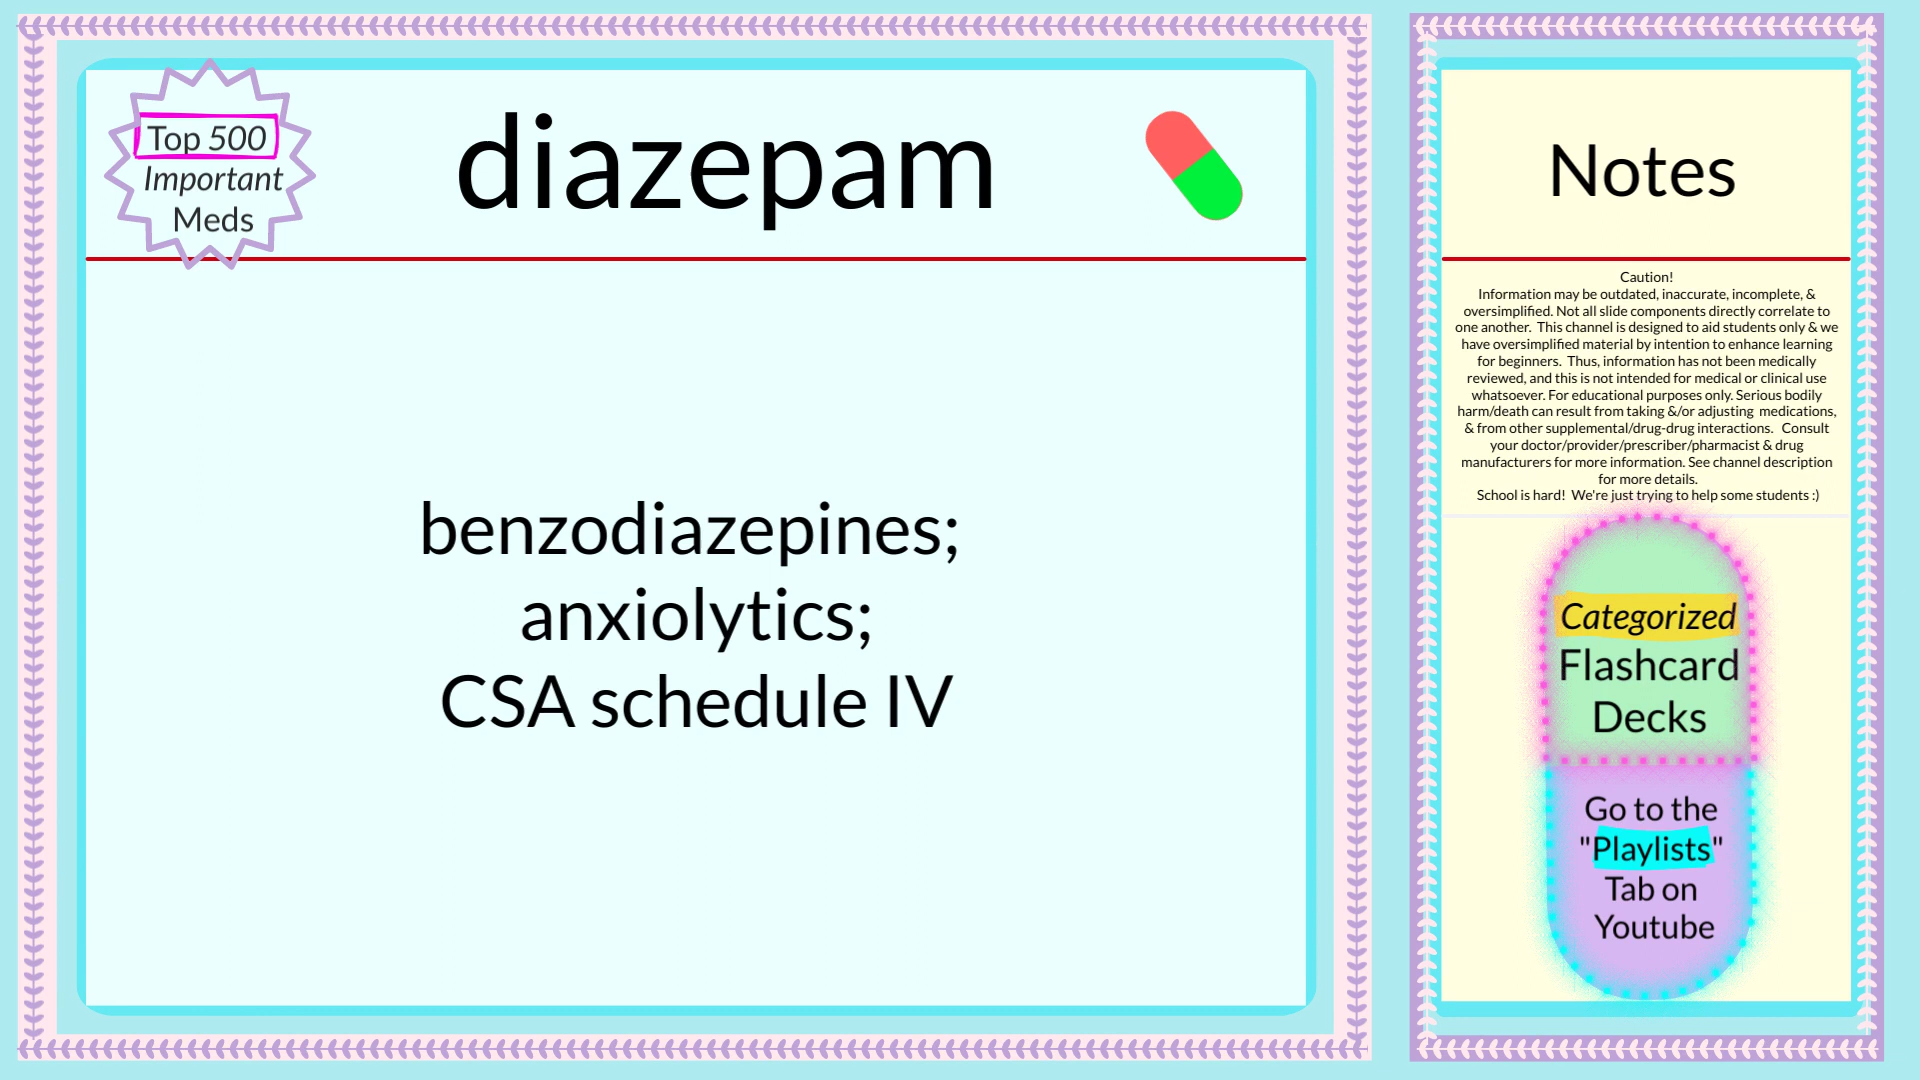 Top 500
Important
Meds
diazepam
benzodiazepines;
anxiolytics;
CSA schedule IV
Notes
Caution!
Information may be outdated, inaccurate, incomplete, &
oversimplified. Not all slide components directly correlate to
one another. This channel is designed to aid students only & we
have oversimplified material by intention to enhance learning
for beginners. Thus, information has not been medically
reviewed, and this is not intended for medical or clinical use
whatsoever. For educational purposes only. Serious bodily
harm/death can result from taking &/or adjusting medications,
& from other supplemental/drug-drug interactions. Consult
your doctor/provider/prescriber/pharmacist & drug
manufacturers for more information. See channel description
for more details.
School is hard! We're just trying to help some students :)
Categorized
Flashcard
Decks
Go to the
"Playlists"
Tab on
Youtube